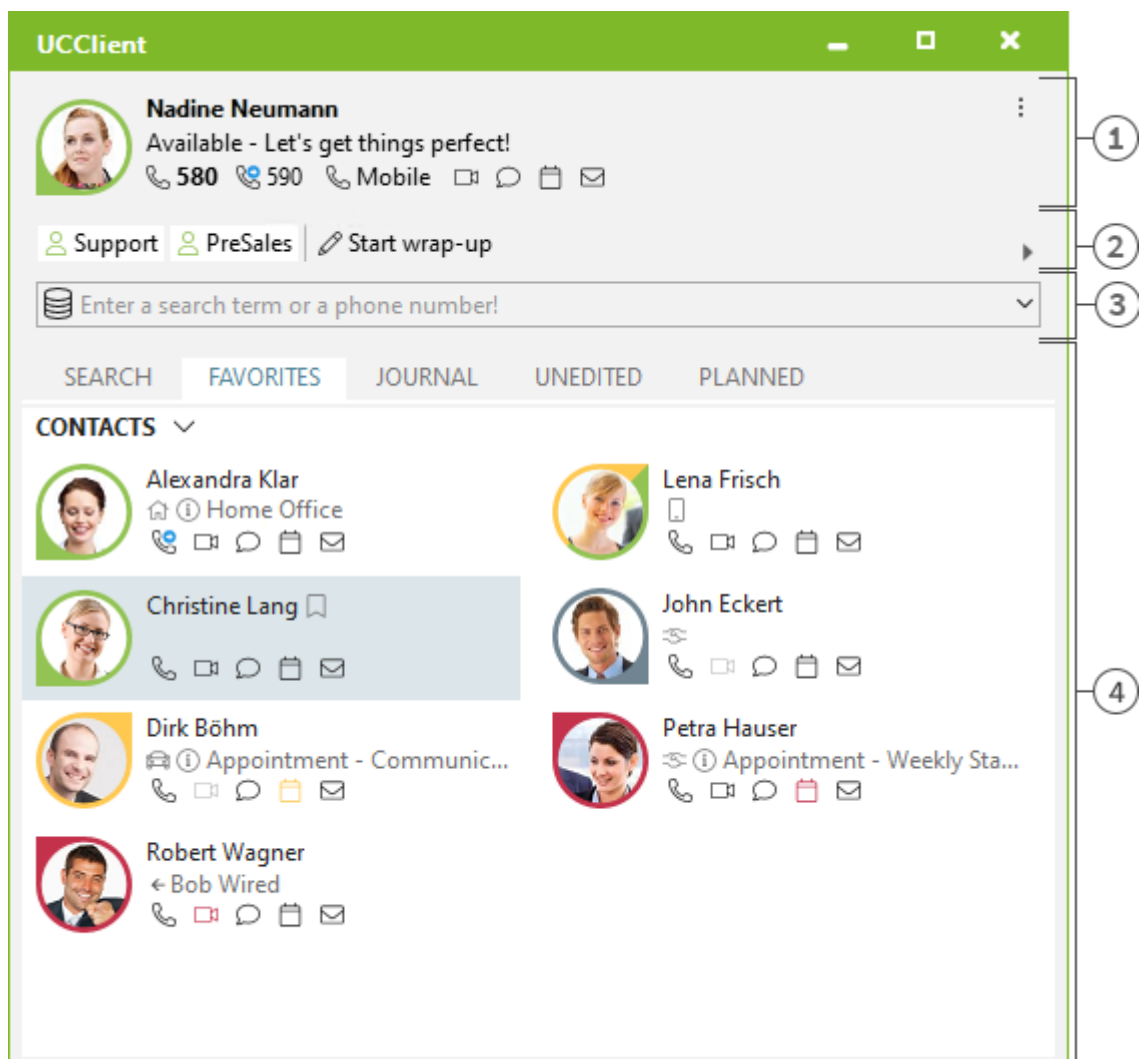 UCClient
Nadine Neumann
Available - Let's get things perfect!
580 590 Mobile
1
Support PreSales Start wrap-up
2
Enter a search term or a phone number!
3
SEARCH FAVORITES JOURNAL UNEDITED PLANNED
CONTACTS
Alexandra Klar
Home Office
Lena Frisch
Christine Lang
John Eckert
4
Dirk Böhm
Appointment - Communic...
Petra Hauser
Appointment - Weekly Sta...
Robert Wagner
Bob Wired